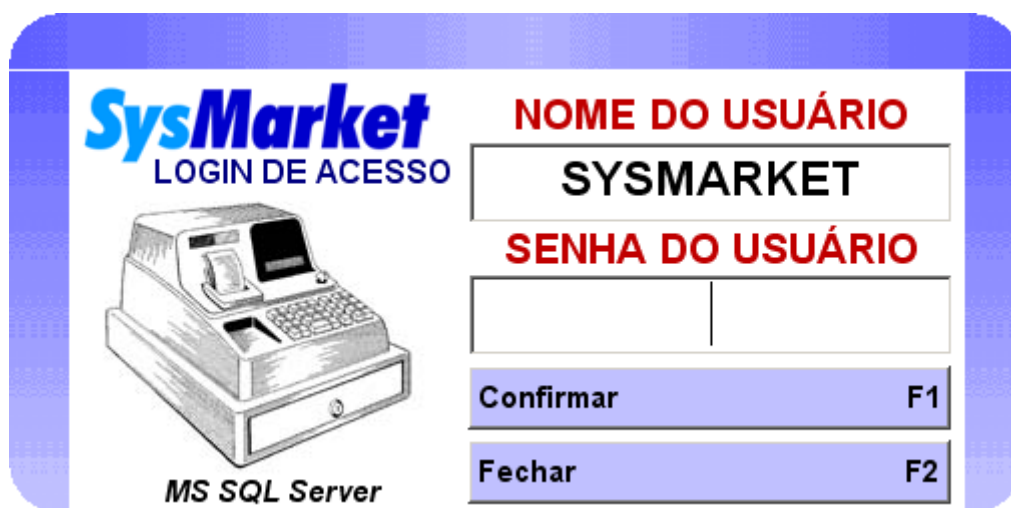 SysMarket
LOGIN DE ACESSO
MS SQL Server
NOME DO USUÁRIO
SYSMARKET
SENHA DO USUÁRIO
Confirmar F1
Fechar F2